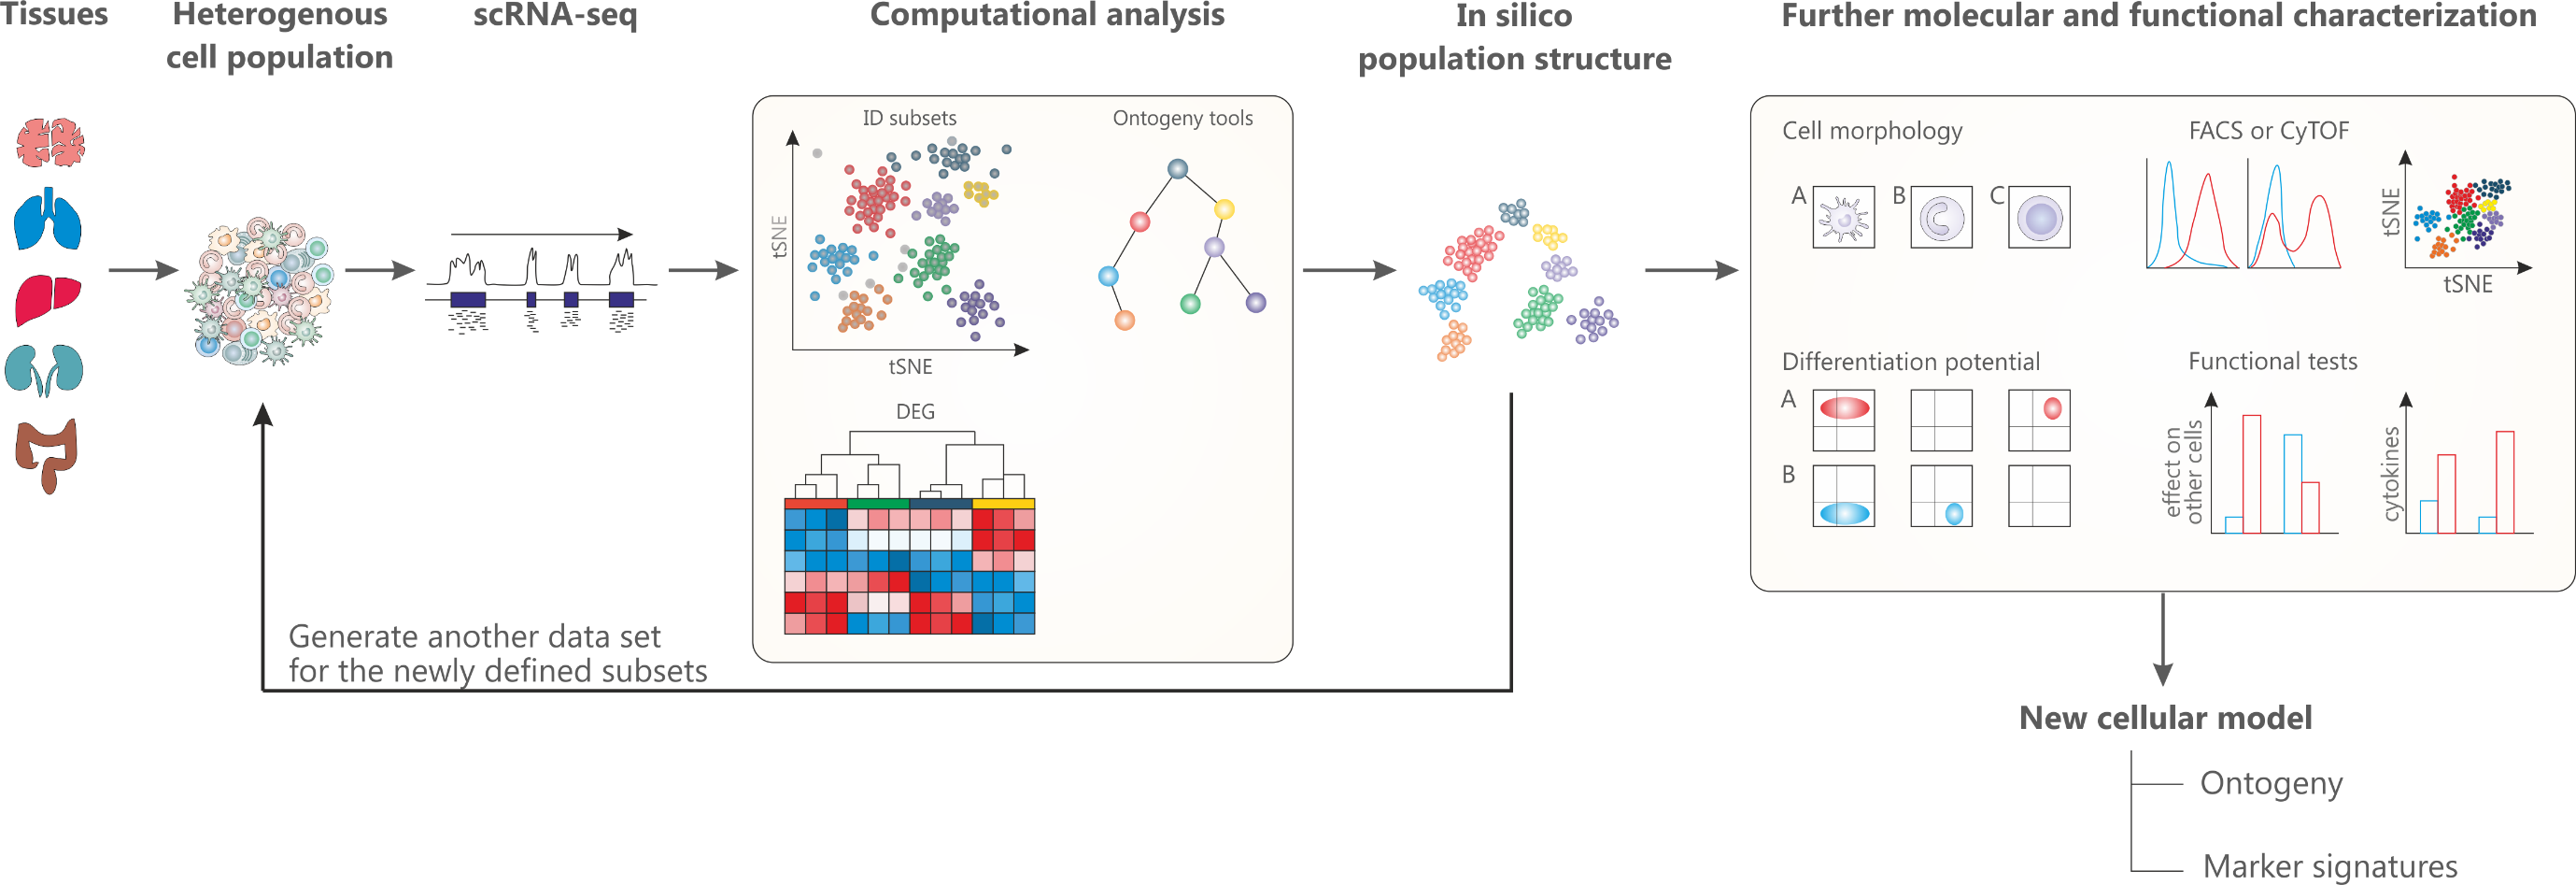 Tissues
Heterogenous
cell population
scRNA-seq
Computational analysis
In silico
population structure
Further molecular and functional characterization
ID subsets
tSNE
tSNE
Ontogeny tools
DEG
Generate another data set
for the newly defined subsets
Cell morphology
A
B
C
FACS or CyTOF
tSNE
tSNE
Differentiation potential
A
B
Functional tests
effect on
other cells
cytokines
New cellular model
Ontogeny
Marker signatures